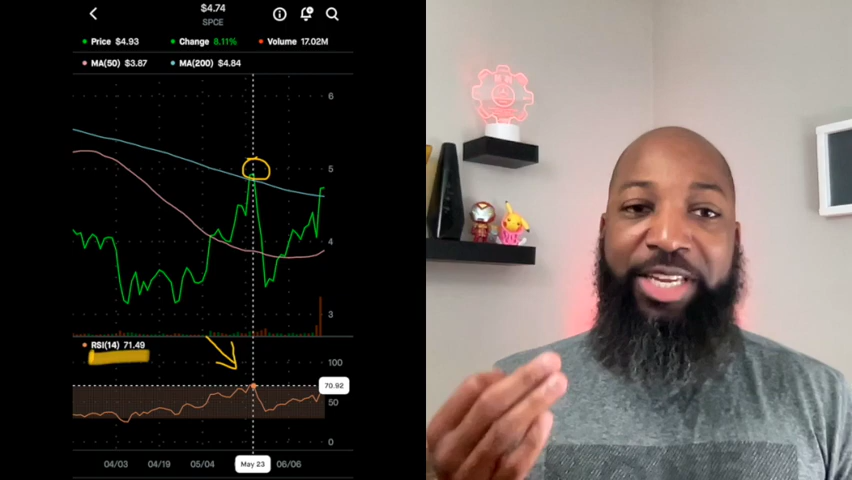 $4.74
SPCE
Price $4.93 Change 8.11% Volume 17.02M
MA(50) $3.87 MA(200) $4.84
6
5
4
3
RSI(14) 71.49
100
70.92
50
0
04/03 04/19 05/04 May 23 06/06